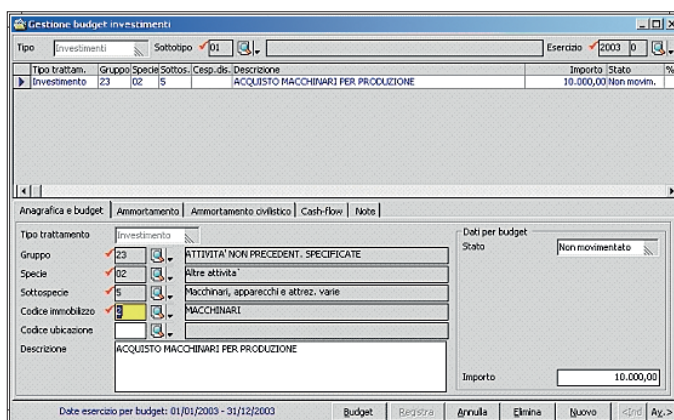 Gestione budget investimenti
Tipo Investimenti Sottotipo 01 Esercizio 2003 0
Tipo trattam. Gruppo Specie Sottos. Cesp.dis. Descrizione Importo Stato %
Investimento 23 02 5 ACQUISTO MACCHINARI PER PRODUZIONE 10.000,00 Non movim.
Anagrafica e budget Ammortamento Ammortamento civilistico Cash-flow Note
Tipo trattamento Investimento
Dati per budget
Stato Non movimentato
Gruppo 23 ATTIVITA' NON PRECEDENT. SPECIFICATE
Specie 02 Altre attivita`
Sottospecie 5 Macchinari, apparecchi e attrez. varie
Codice immobilizzo 2 MACCHINARI
Codice ubicazione
Descrizione ACQUISTO MACCHINARI PER PRODUZIONE
Importo 10.000,00
Date esercizio per budget: 01/01/2003 - 31/12/2003 Budget Registra Annulla Elimina Nuovo <Ind Av.>